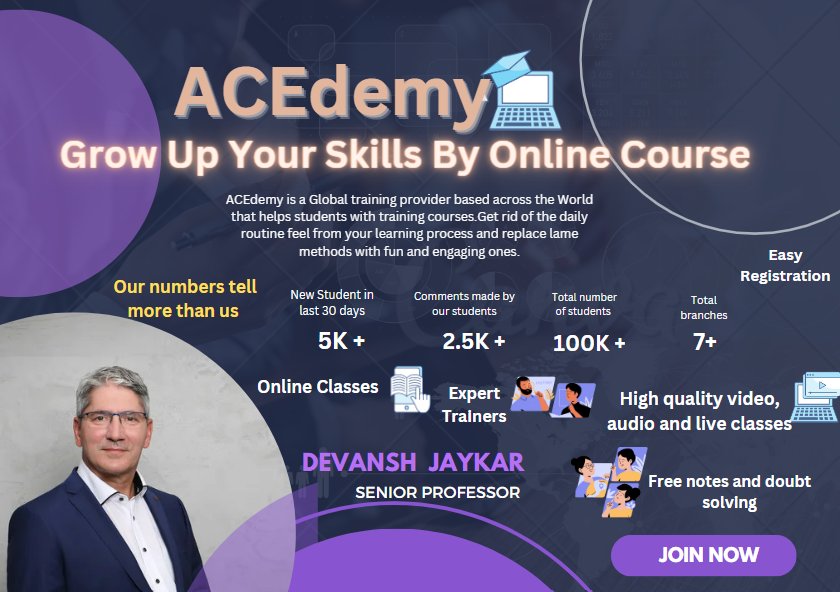 ACEdemy
Grow Up Your Skills By Online Course
ACEdemy is a Global training provider based across the World
that helps students with training courses.Get rid of the daily
routine feel from your learning process and replace lame
methods with fun and engaging ones.
Easy
Registration
Our numbers tell
more than us
New Student in
last 30 days
5K +
Comments made by
our students
2.5K +
Total number
of students
100K +
Total
branches
7+
Online Classes
Expert
TraIners
High quality video,
audio and live classes
DEVANSH JAYKAR
SENIOR PROFESSOR
Free notes and doubt
solving
JOIN NOW